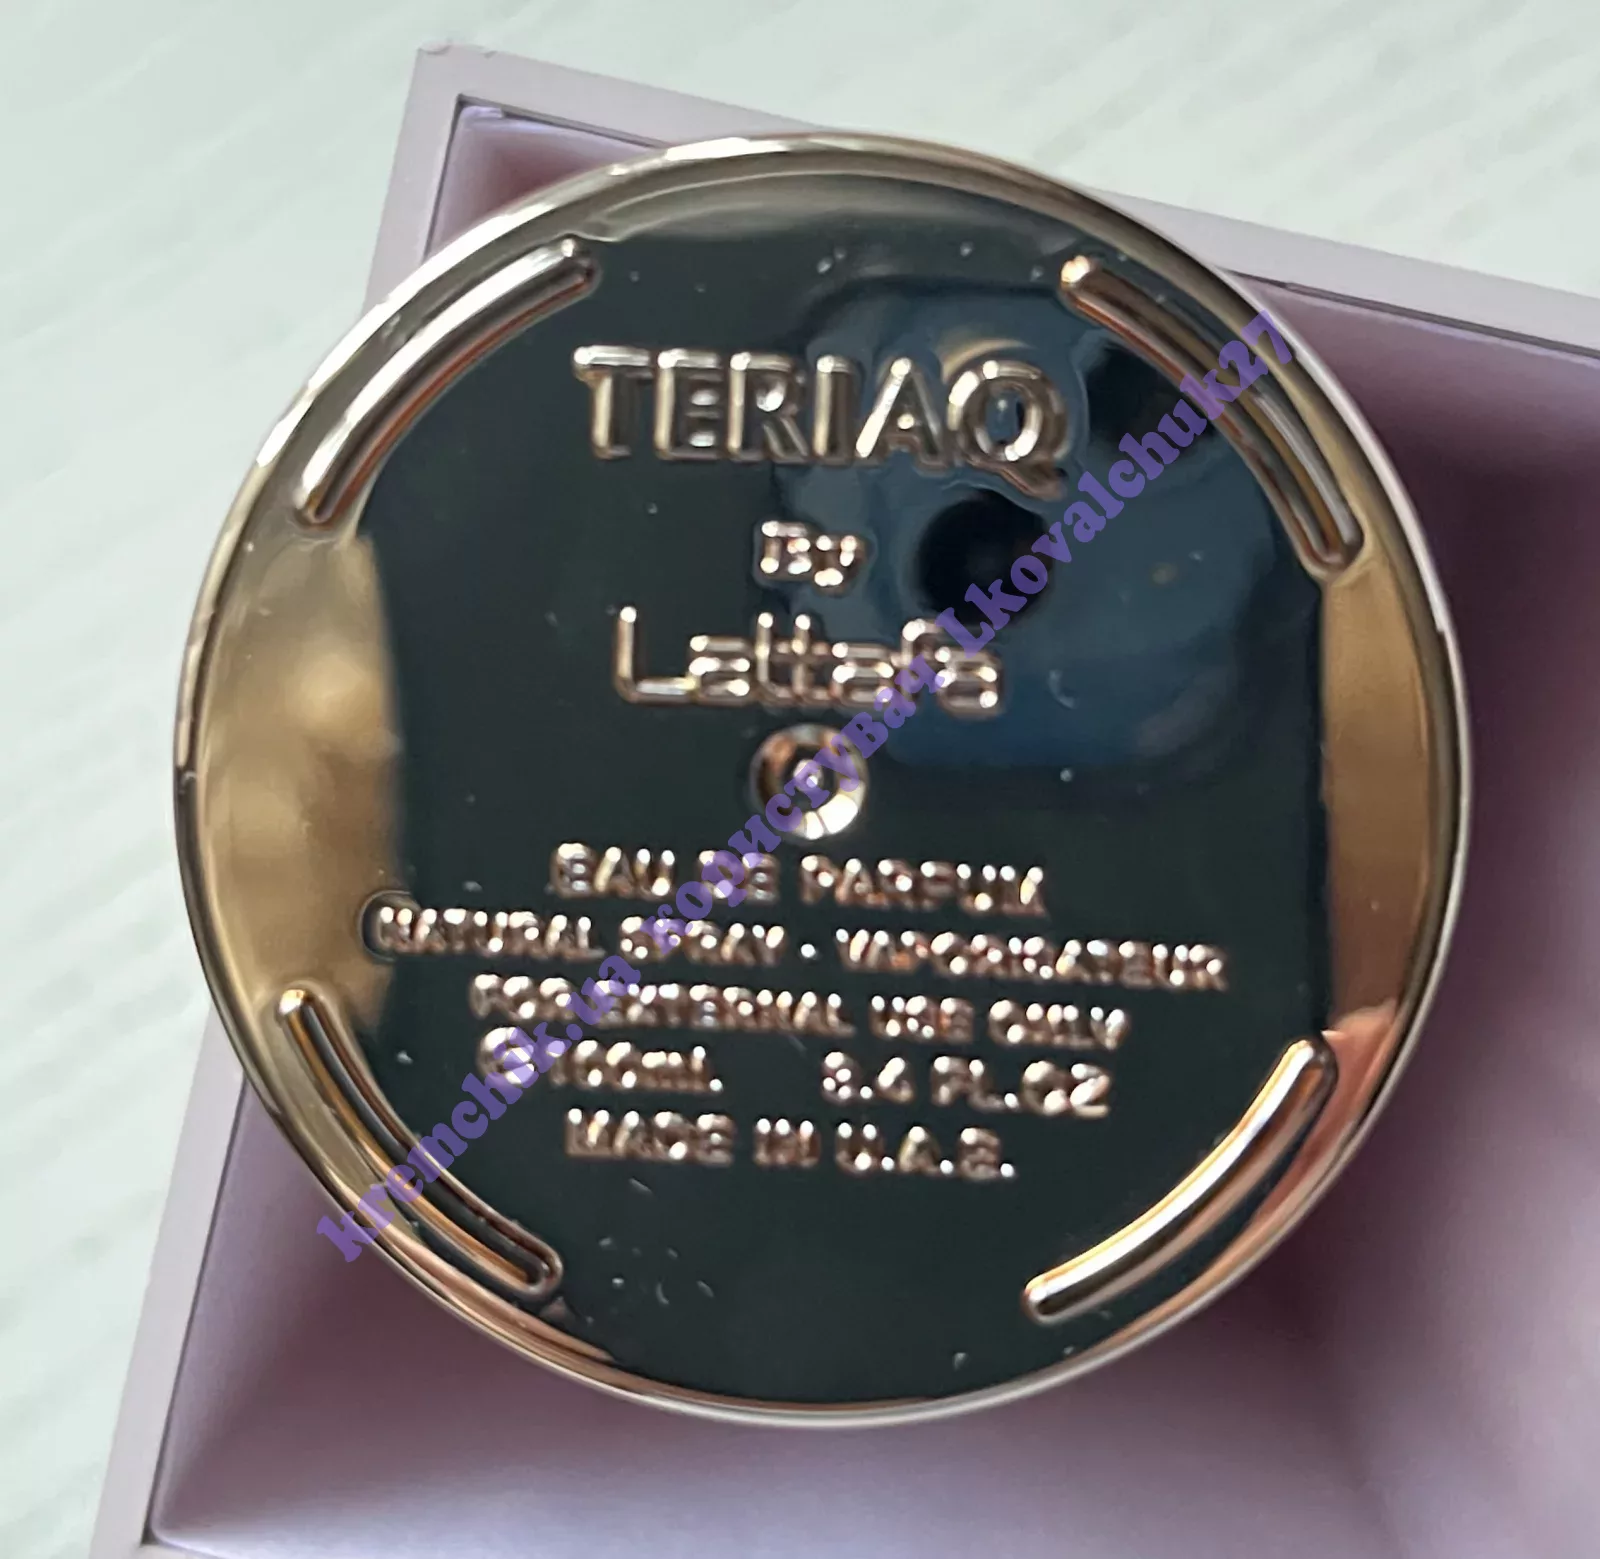 TERIAQ
By
Lattafa
EAU DE PARFUM
NATURAL SPRAY · VAPORISATEUR
FOR EXTERNAL USE ONLY
℮ 100mL 3.4 FL.OZ
MADE IN U.A.E.
kremchik.ua користувач Lkovalchuk27